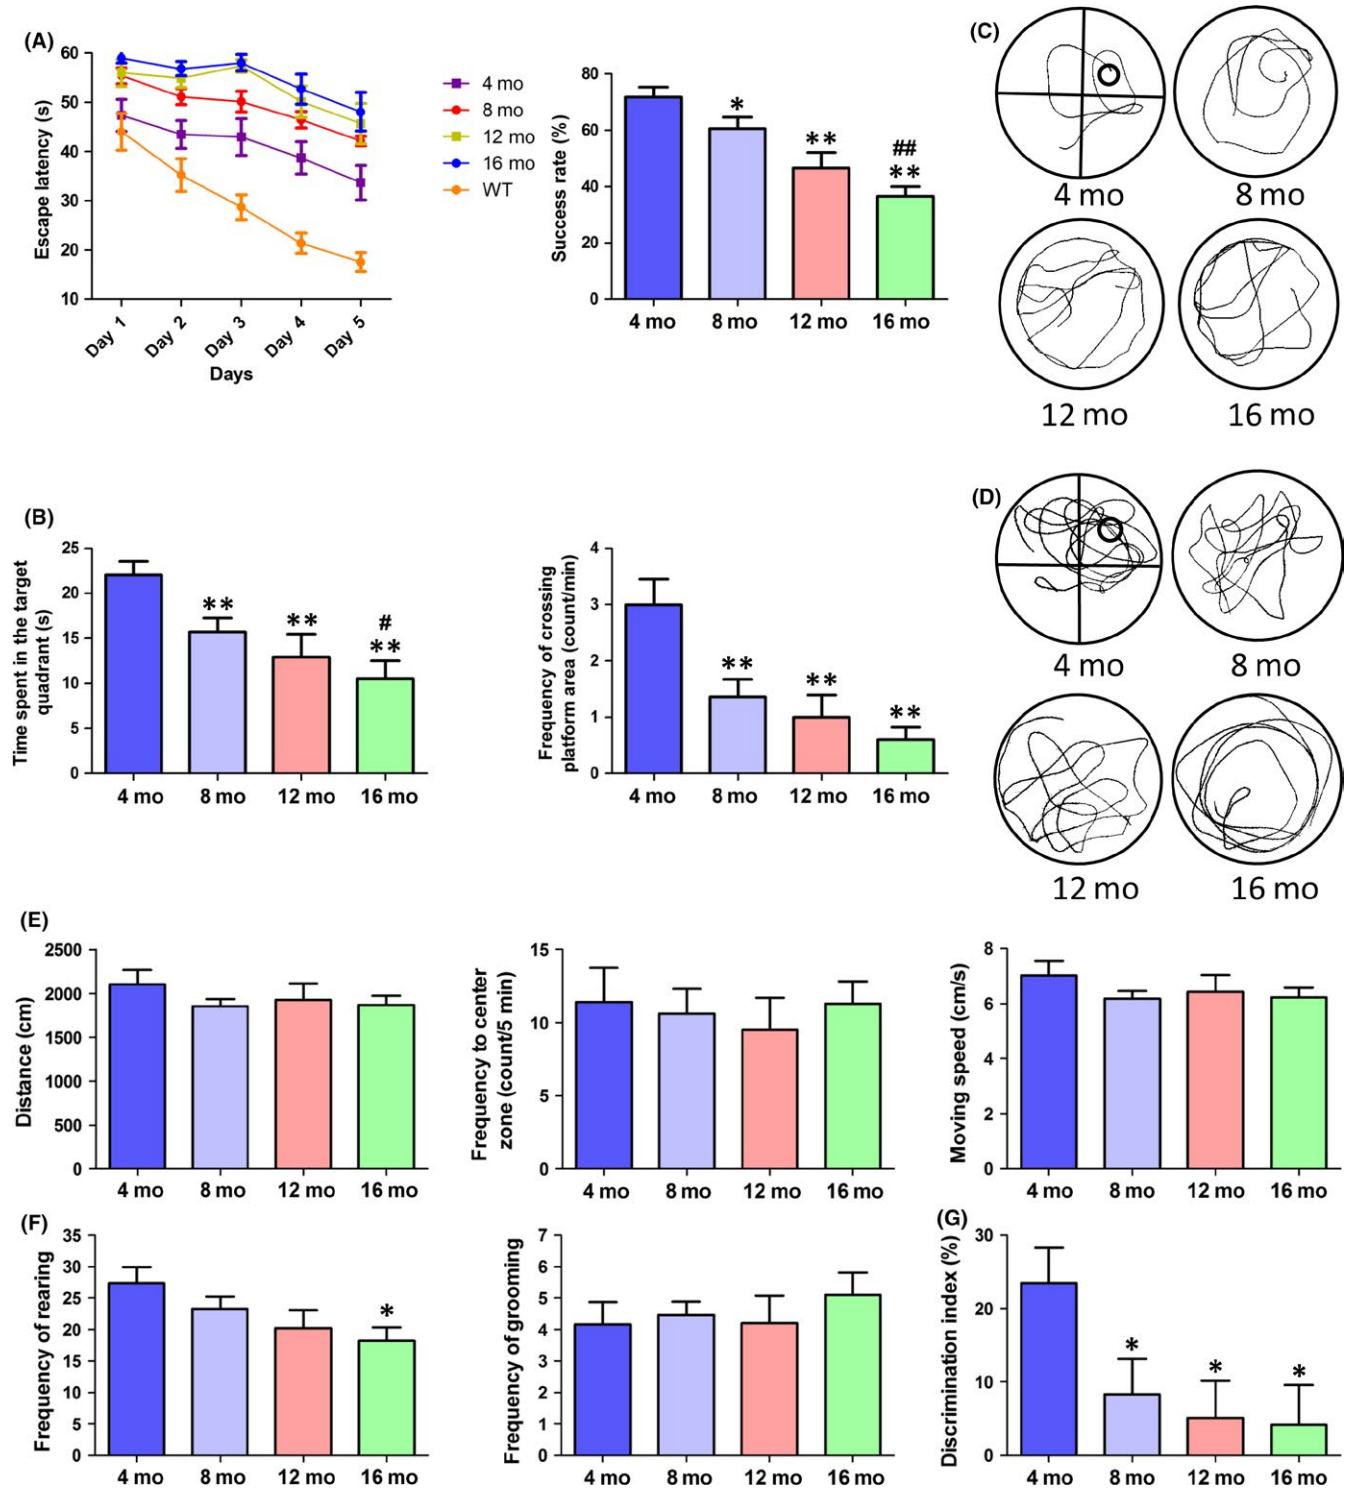 (A)
Escape latency (s)
60
50
40
30
20
10
Day 1
Day 2
Day 3
Day 4
Day 5
Days
4 mo
8 mo
12 mo
16 mo
WT
Success rate (%)
80
60
40
20
0
*
**
##
**
4 mo
8 mo
12 mo
16 mo
(C)
4 mo
8 mo
12 mo
16 mo
(B)
Time spent in the target
quadrant (s)
25
20
15
10
5
0
**
**
#
**
4 mo
8 mo
12 mo
16 mo
Frequency of crossing
platform area (count/min)
4
3
2
1
0
**
**
**
4 mo
8 mo
12 mo
16 mo
(D)
4 mo
8 mo
12 mo
16 mo
(E)
Distance (cm)
2500
2000
1500
1000
500
0
4 mo
8 mo
12 mo
16 mo
Frequency to center
zone (count/5 min)
15
10
5
0
4 mo
8 mo
12 mo
16 mo
Moving speed (cm/s)
8
6
4
2
0
4 mo
8 mo
12 mo
16 mo
(F)
Frequency of rearing
35
30
25
20
15
10
5
0
*
4 mo
8 mo
12 mo
16 mo
Frequency of grooming
7
6
5
4
3
2
1
0
4 mo
8 mo
12 mo
16 mo
(G)
Discrimination index (%)
30
20
10
0
*
*
*
4 mo
8 mo
12 mo
16 mo